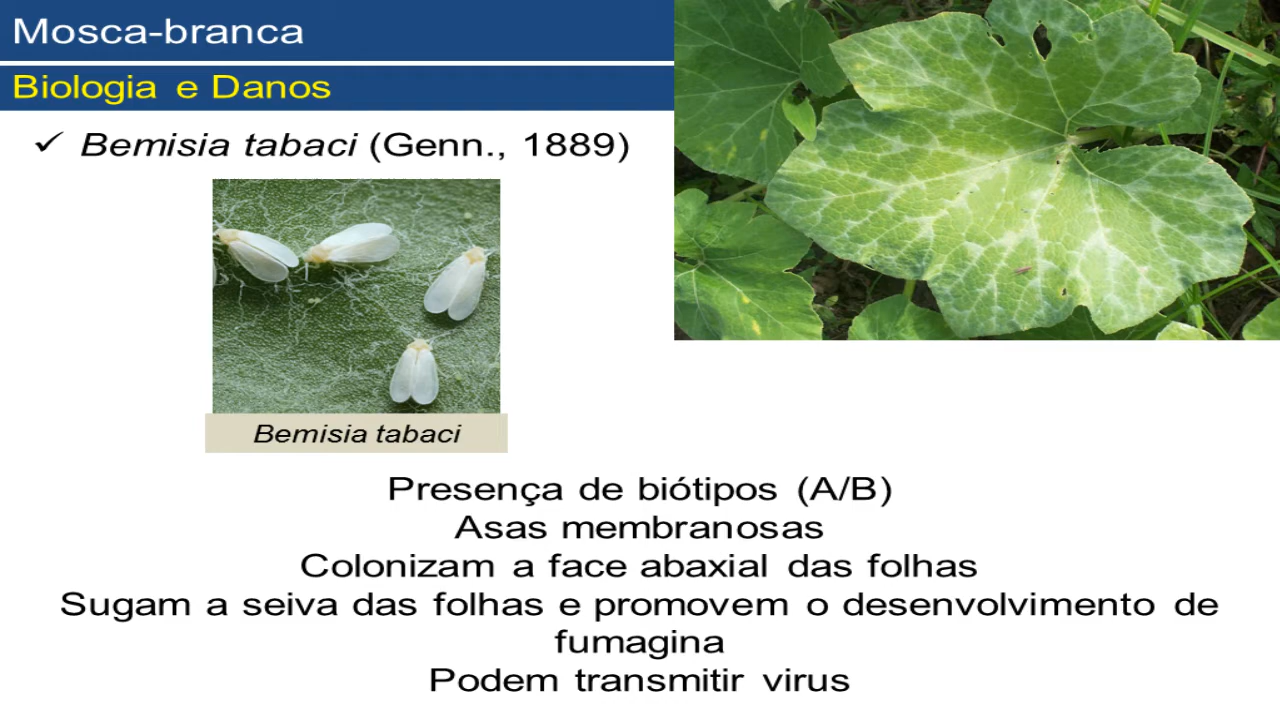 Mosca-branca
Biologia e Danos
✓ Bemisia tabaci (Genn., 1889)
Bemisia tabaci
Presença de biótipos (A/B)
Asas membranosas
Colonizam a face abaxial das folhas
Sugam a seiva das folhas e promovem o desenvolvimento de
fumagina
Podem transmitir virus